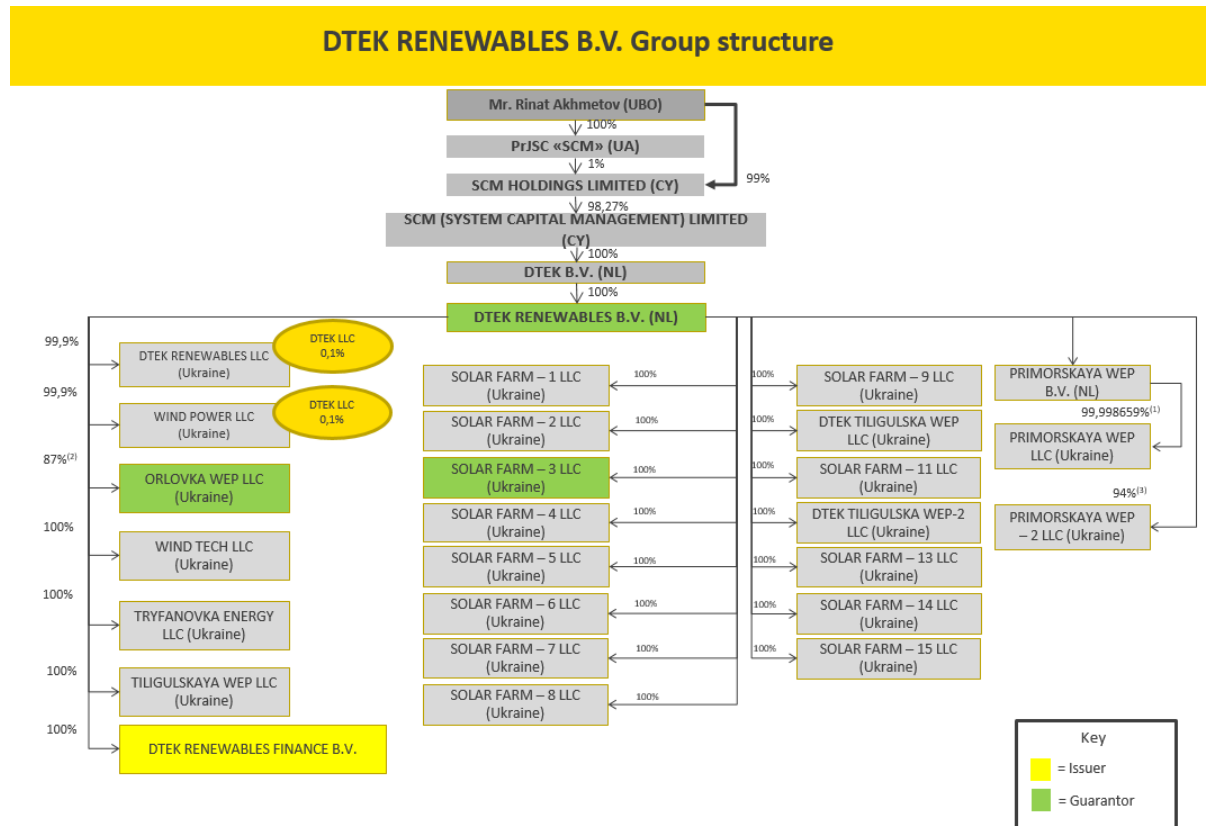 DTEK RENEWABLES B.V. Group structure
Mr. Rinat Akhmetov (UBO)
100%
PrJSC «SCM» (UA)
1%
99%
SCM HOLDINGS LIMITED (CY)
98,27%
SCM (SYSTEM CAPITAL MANAGEMENT) LIMITED
(CY)
100%
DTEK B.V. (NL)
100%
DTEK RENEWABLES B.V. (NL)
99,9%
DTEK RENEWABLES LLC
(Ukraine)
DTEK LLC
0,1%
99,9%
WIND POWER LLC
(Ukraine)
DTEK LLC
0,1%
87%(2)
ORLOVKA WEP LLC
(Ukraine)
100%
WIND TECH LLC
(Ukraine)
100%
TRYFANOVKA ENERGY
LLC (Ukraine)
100%
TILIGULSKAYA WEP LLC
(Ukraine)
100%
DTEK RENEWABLES FINANCE B.V.
SOLAR FARM – 1 LLC
(Ukraine)
100%
SOLAR FARM – 2 LLC
(Ukraine)
100%
SOLAR FARM – 3 LLC
(Ukraine)
100%
SOLAR FARM – 4 LLC
(Ukraine)
100%
SOLAR FARM – 5 LLC
(Ukraine)
100%
SOLAR FARM – 6 LLC
(Ukraine)
100%
SOLAR FARM – 7 LLC
(Ukraine)
100%
SOLAR FARM – 8 LLC
(Ukraine)
100%
100%
SOLAR FARM – 9 LLC
(Ukraine)
100%
DTEK TILIGULSKA WEP
LLC (Ukraine)
100%
SOLAR FARM – 11 LLC
(Ukraine)
100%
DTEK TILIGULSKA WEP-2
LLC (Ukraine)
100%
SOLAR FARM – 13 LLC
(Ukraine)
100%
SOLAR FARM – 14 LLC
(Ukraine)
100%
SOLAR FARM – 15 LLC
(Ukraine)
PRIMORSKAYA WEP
B.V. (NL)
99,998659%(1)
PRIMORSKAYA WEP
LLC (Ukraine)
94%(3)
PRIMORSKAYA WEP
– 2 LLC (Ukraine)
Key
= Issuer
= Guarantor